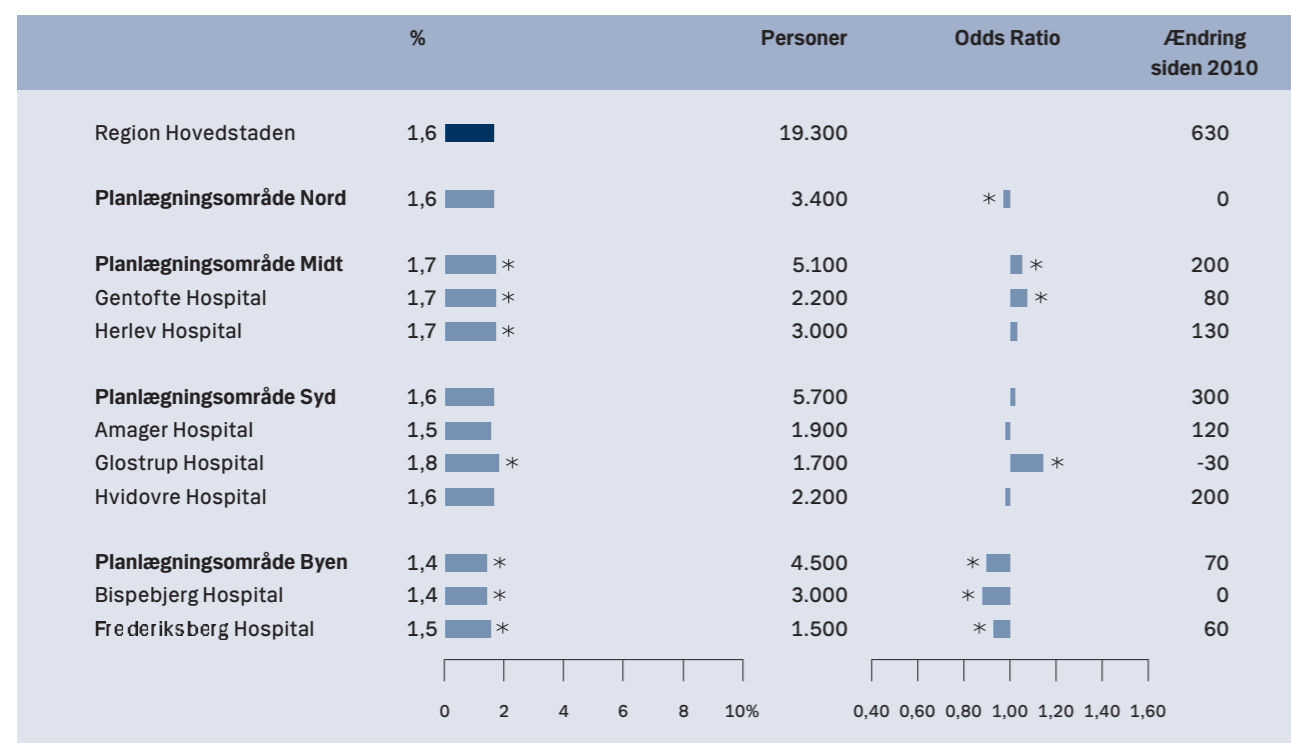 % Personer Odds Ratio Ændring
siden 2010
Region Hovedstaden 1,6 19.300 630
Planlægningsområde Nord 1,6 3.400 * 0
Planlægningsområde Midt 1,7 * 5.100 * 200
Gentofte Hospital 1,7 * 2.200 * 80
Herlev Hospital 1,7 * 3.000 130
Planlægningsområde Syd 1,6 5.700 300
Amager Hospital 1,5 1.900 120
Glostrup Hospital 1,8 * 1.700 * -30
Hvidovre Hospital 1,6 2.200 200
Planlægningsområde Byen 1,4 * 4.500 * 70
Bispebjerg Hospital 1,4 * 3.000 * 0
Frederiksberg Hospital 1,5 * 1.500 * 60
0 2 4 6 8 10% 0,40 0,60 0,80 1,00 1,20 1,40 1,60